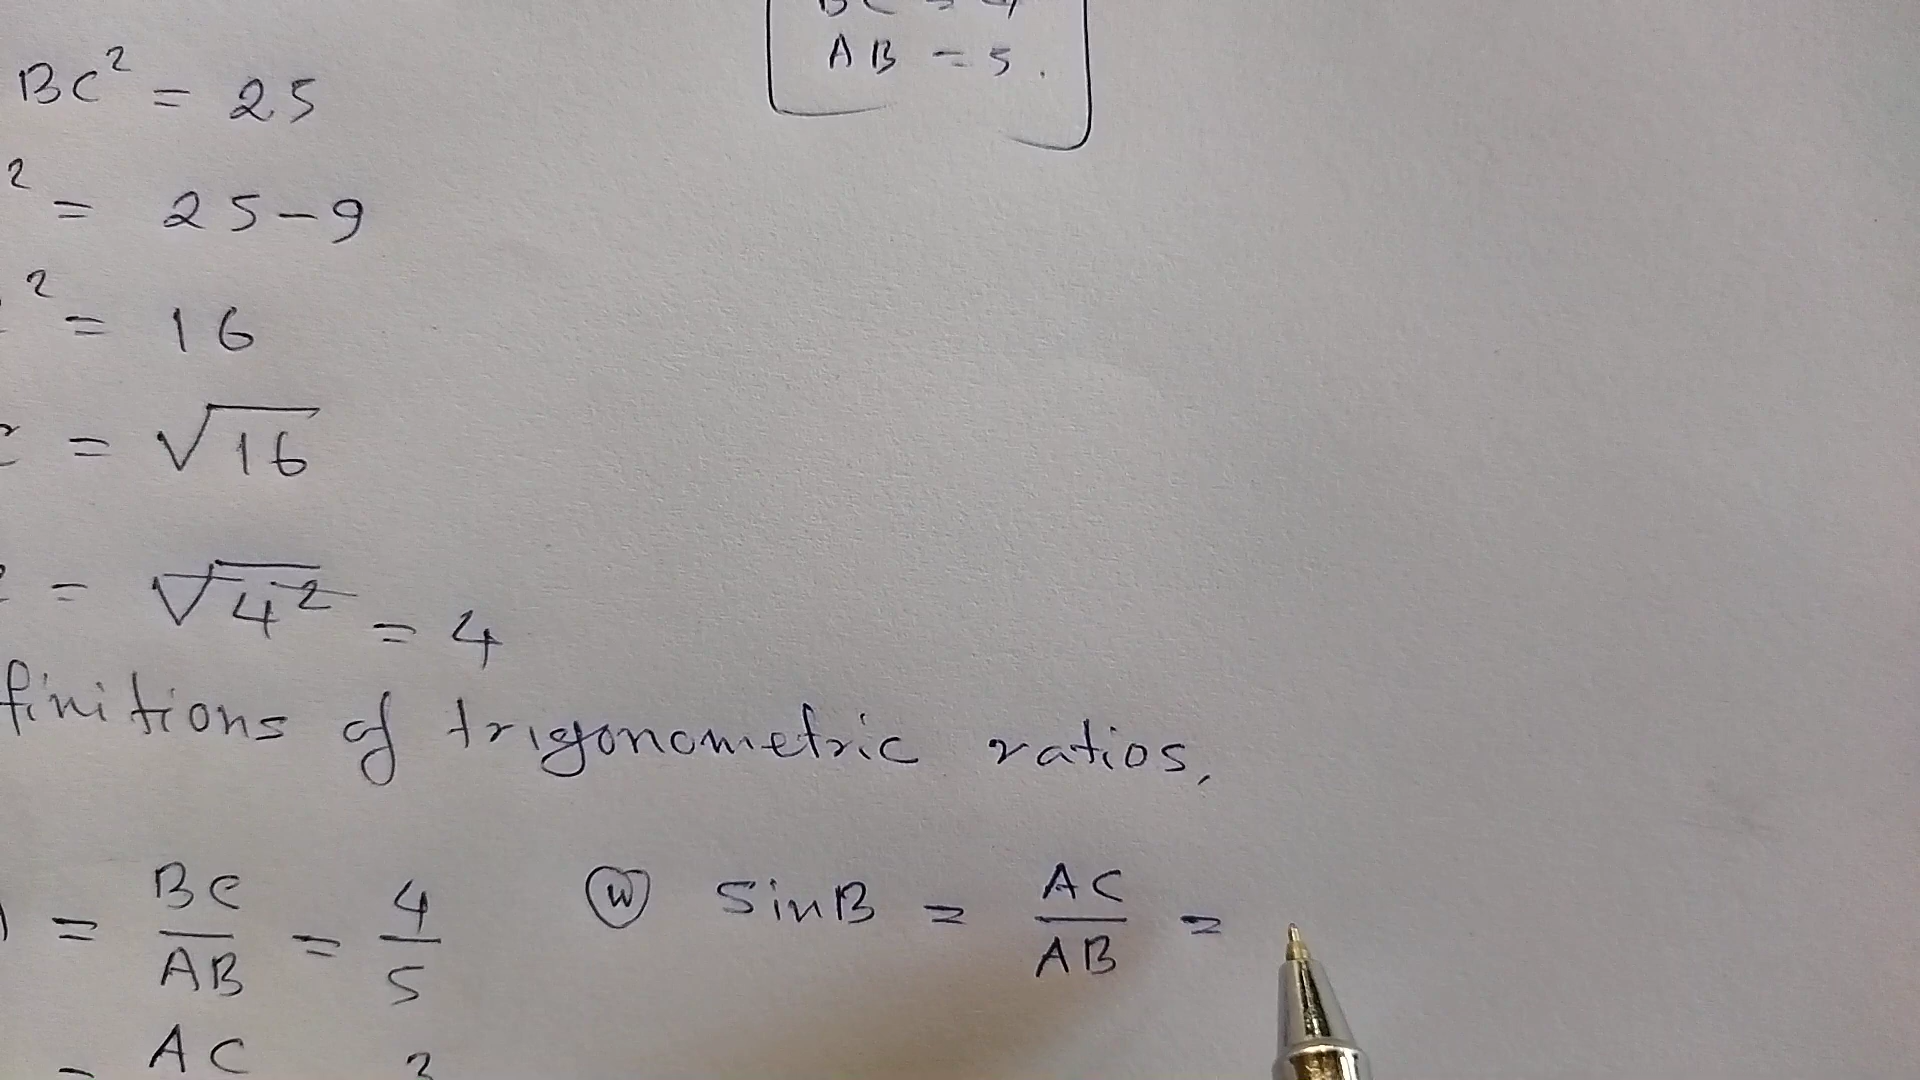 AB = 5.
BC² = 25
² = 25-9
² = 16
= √16
= √4² = 4
finitions of trigonometric ratios,
= BC/AB = 4/5 (iv) SinB = AC/AB =
= AC 3